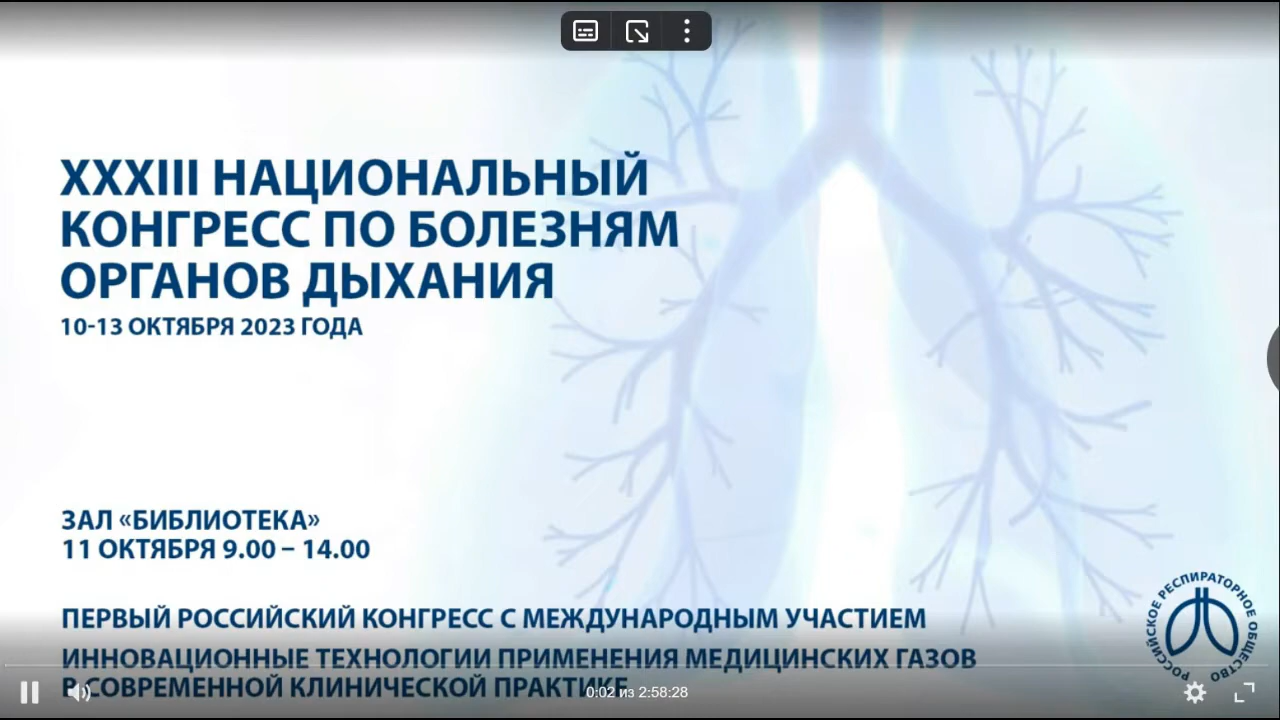 XXXIII НАЦИОНАЛЬНЫЙ
КОНГРЕСС ПО БОЛЕЗНЯМ
ОРГАНОВ ДЫХАНИЯ
10-13 ОКТЯБРЯ 2023 ГОДА
ЗАЛ «БИБЛИОТЕКА»
11 ОКТЯБРЯ 9.00 – 14.00
ПЕРВЫЙ РОССИЙСКИЙ КОНГРЕСС С МЕЖДУНАРОДНЫМ УЧАСТИЕМ
ИННОВАЦИОННЫЕ ТЕХНОЛОГИИ ПРИМЕНЕНИЯ МЕДИЦИНСКИХ ГАЗОВ
В СОВРЕМЕННОЙ КЛИНИЧЕСКОЙ ПРАКТИКЕ
РОССИЙСКОЕ РЕСПИРАТОРНОЕ ОБЩЕСТВО
0:02 из 2:58:28